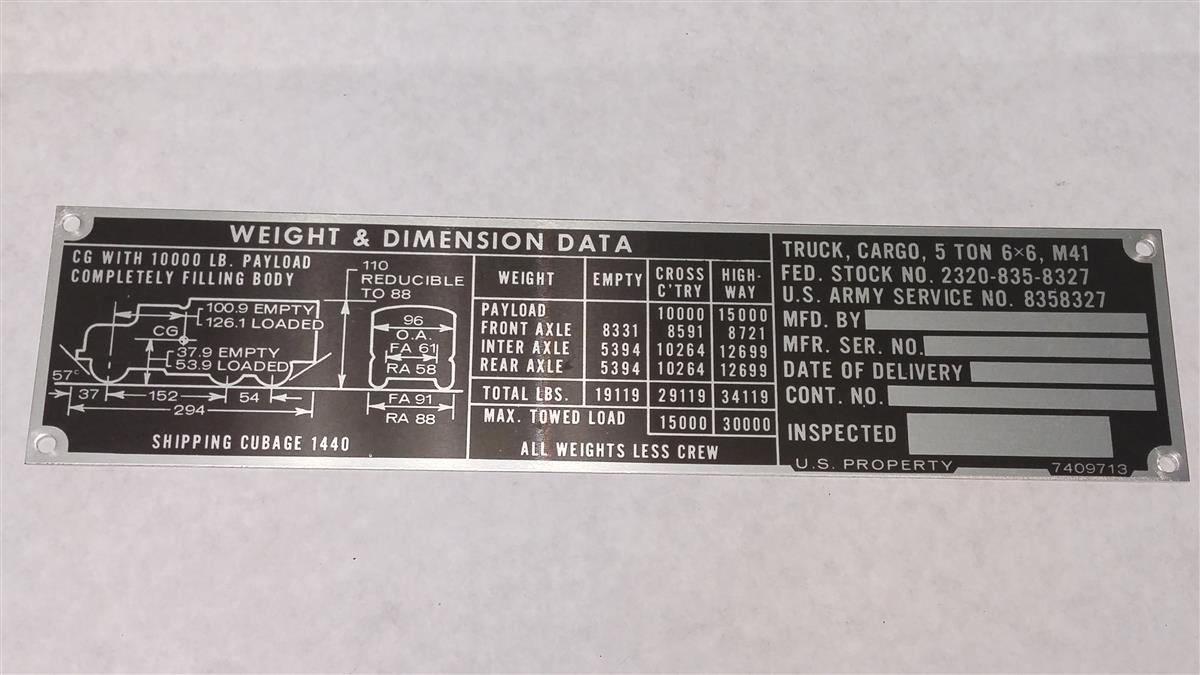 WEIGHT & DIMENSION DATA
CG WITH 10000 LB. PAYLOAD
COMPLETELY FILLING BODY
110
REDUCIBLE
TO 88
100.9 EMPTY
126.1 LOADED
CG
37.9 EMPTY
53.9 LOADED
57°
37 152 54
294
96
O.A.
FA 61
RA 58
FA 91
RA 88
SHIPPING CUBAGE 1440
WEIGHT EMPTY CROSS C'TRY HIGH-WAY
PAYLOAD 10000 15000
FRONT AXLE 8331 8591 8721
INTER AXLE 5394 10264 12699
REAR AXLE 5394 10264 12699
TOTAL LBS. 19119 29119 34119
MAX. TOWED LOAD 15000 30000
ALL WEIGHTS LESS CREW
TRUCK, CARGO, 5 TON 6×6, M41
FED. STOCK NO. 2320-835-8327
U.S. ARMY SERVICE NO. 8358327
MFD. BY
MFR. SER. NO.
DATE OF DELIVERY
CONT. NO.
INSPECTED
U.S. PROPERTY 7409713